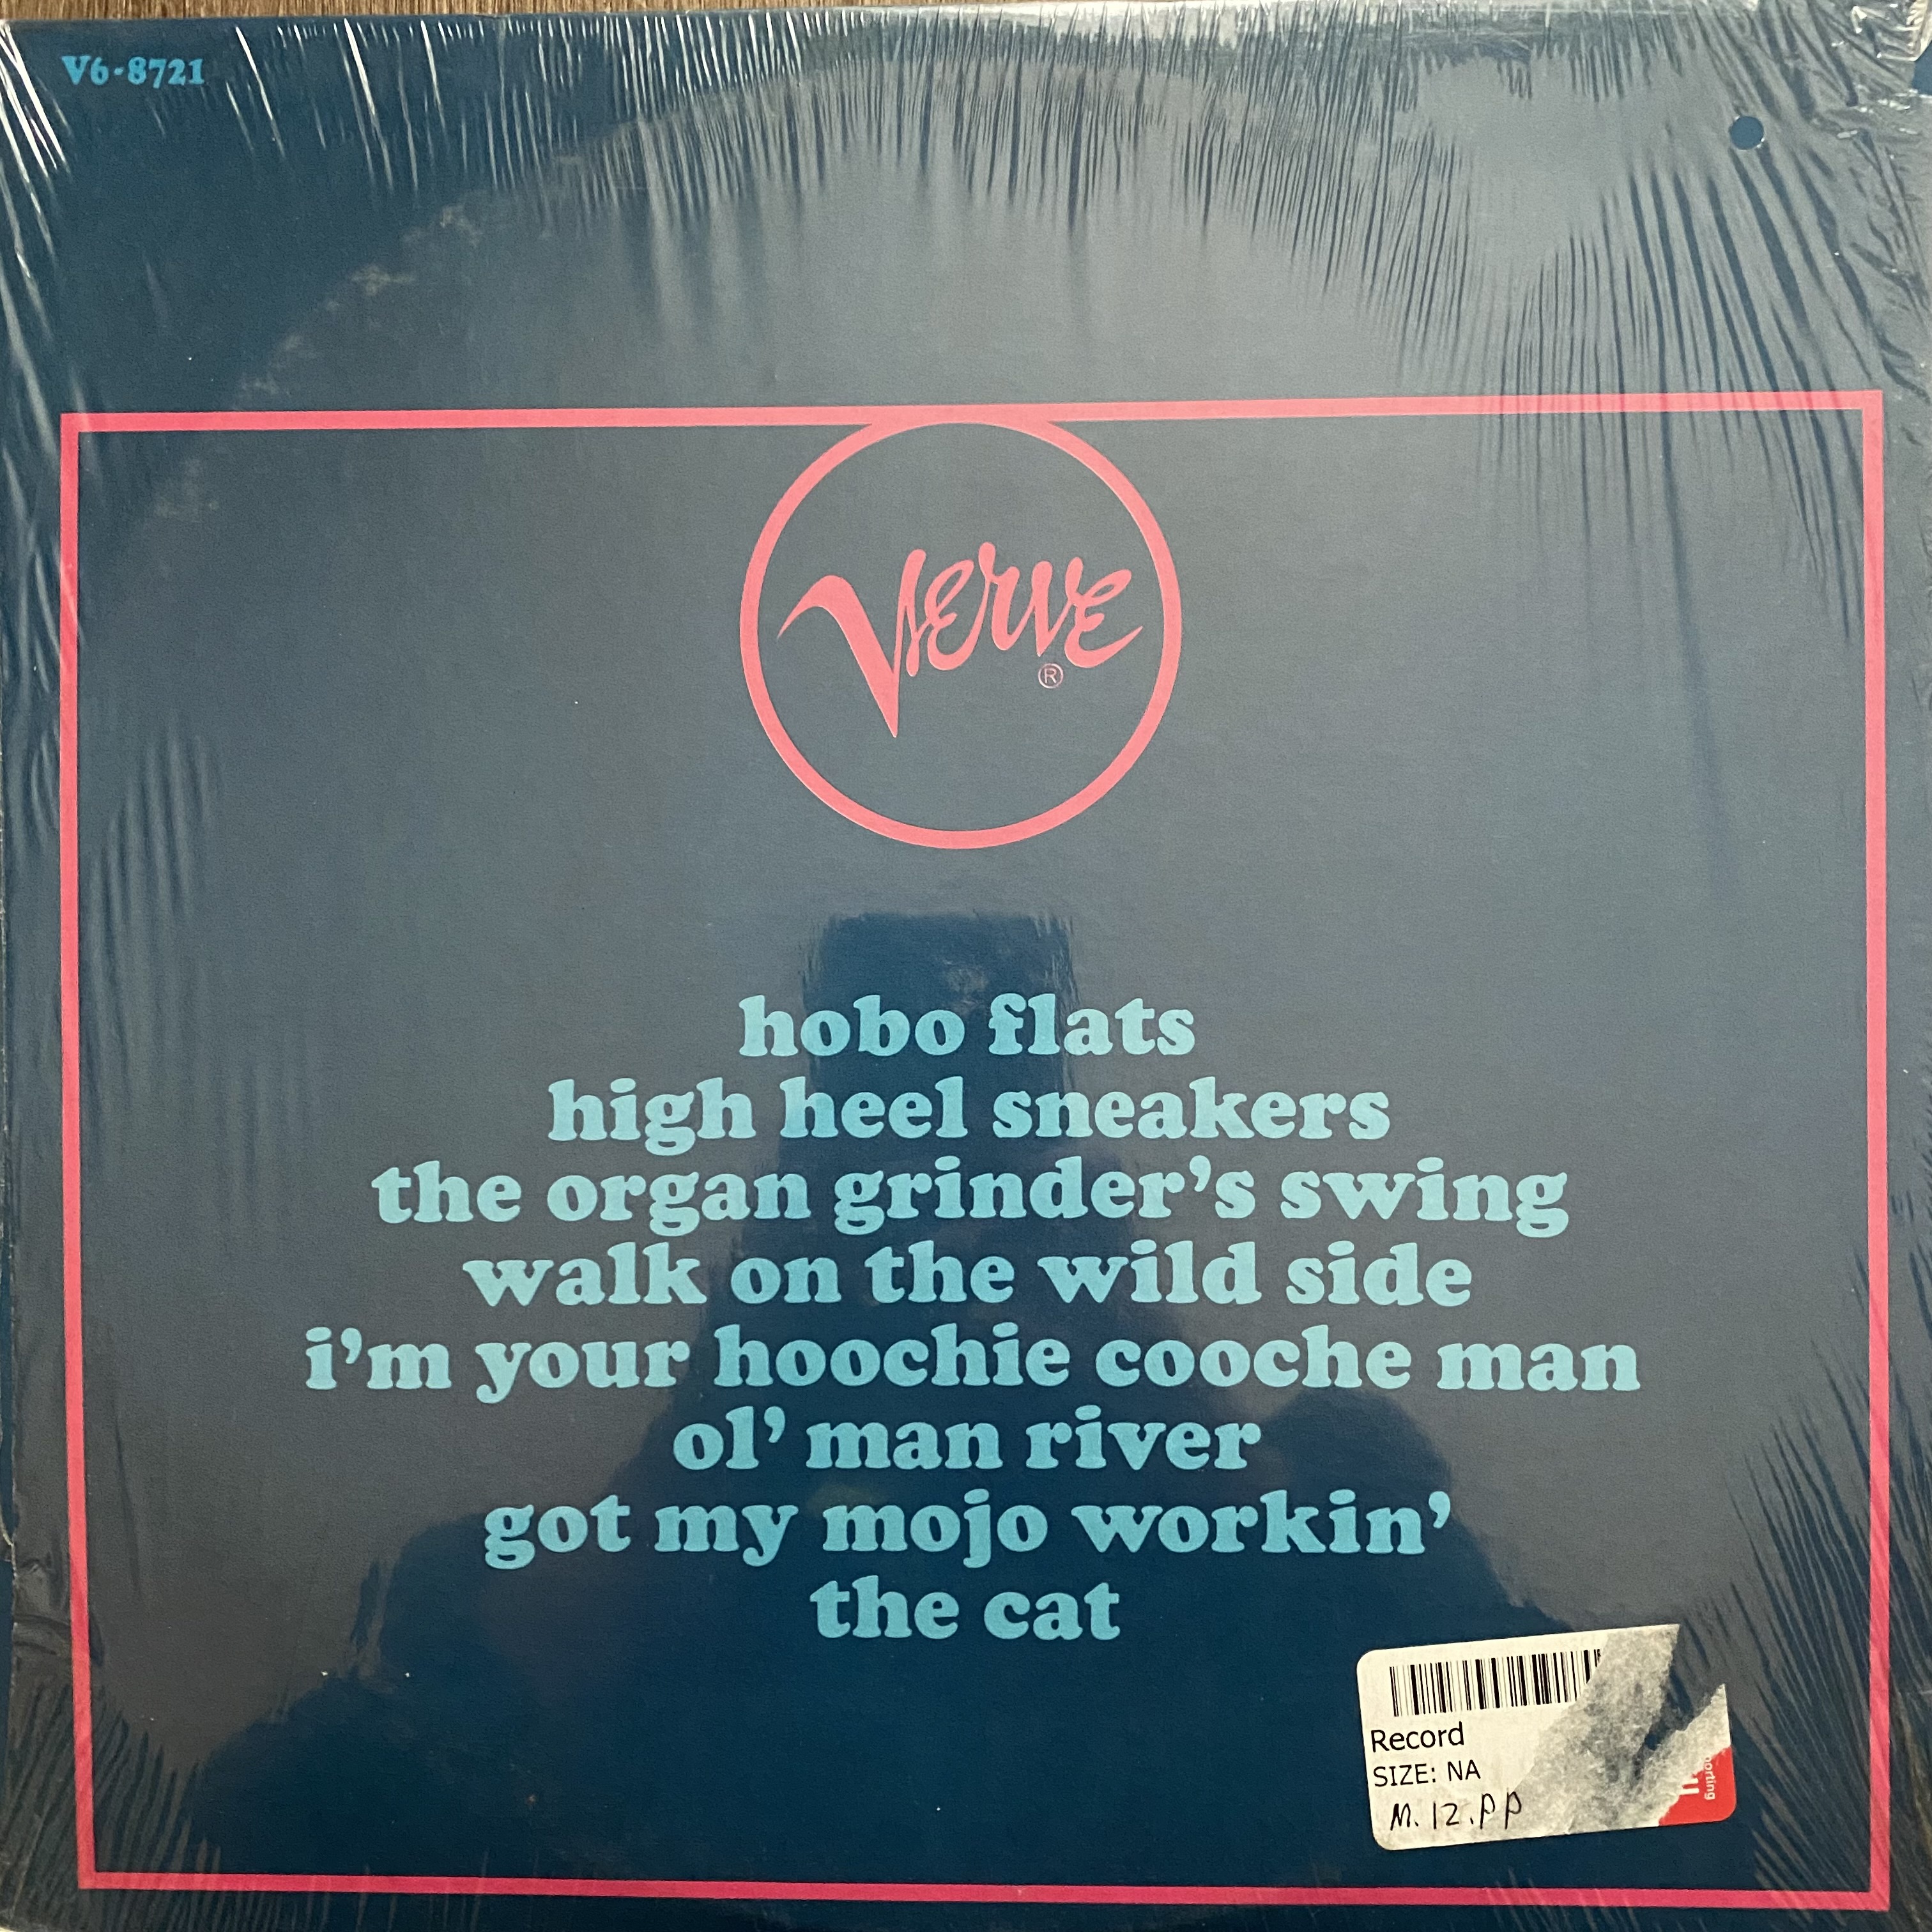 V6-8721
Verve
®
hobo flats
high heel sneakers
the organ grinder's swing
walk on the wild side
i'm your hoochie cooche man
ol' man river
got my mojo workin'
the cat
Record
SIZE: NA
M. 12.pp